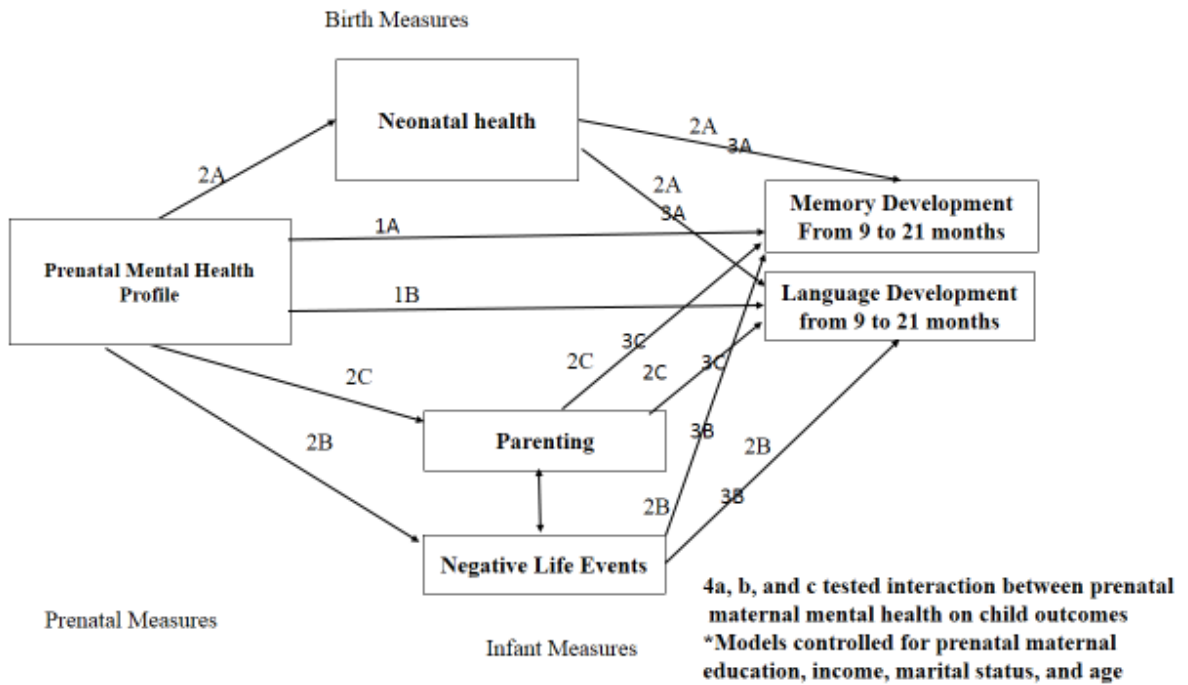 Birth Measures
Neonatal health
2A
3A
2A
2A
3A
Memory Development
From 9 to 21 months
1A
Prenatal Mental Health
Profile
Language Development
from 9 to 21 months
1B
3C
2C
3C
2C
2C
Parenting
3B
2B
2B
3B
2B
Negative Life Events
4a, b, and c tested interaction between prenatal
maternal mental health on child outcomes
*Models controlled for prenatal maternal
education, income, marital status, and age
Prenatal Measures
Infant Measures